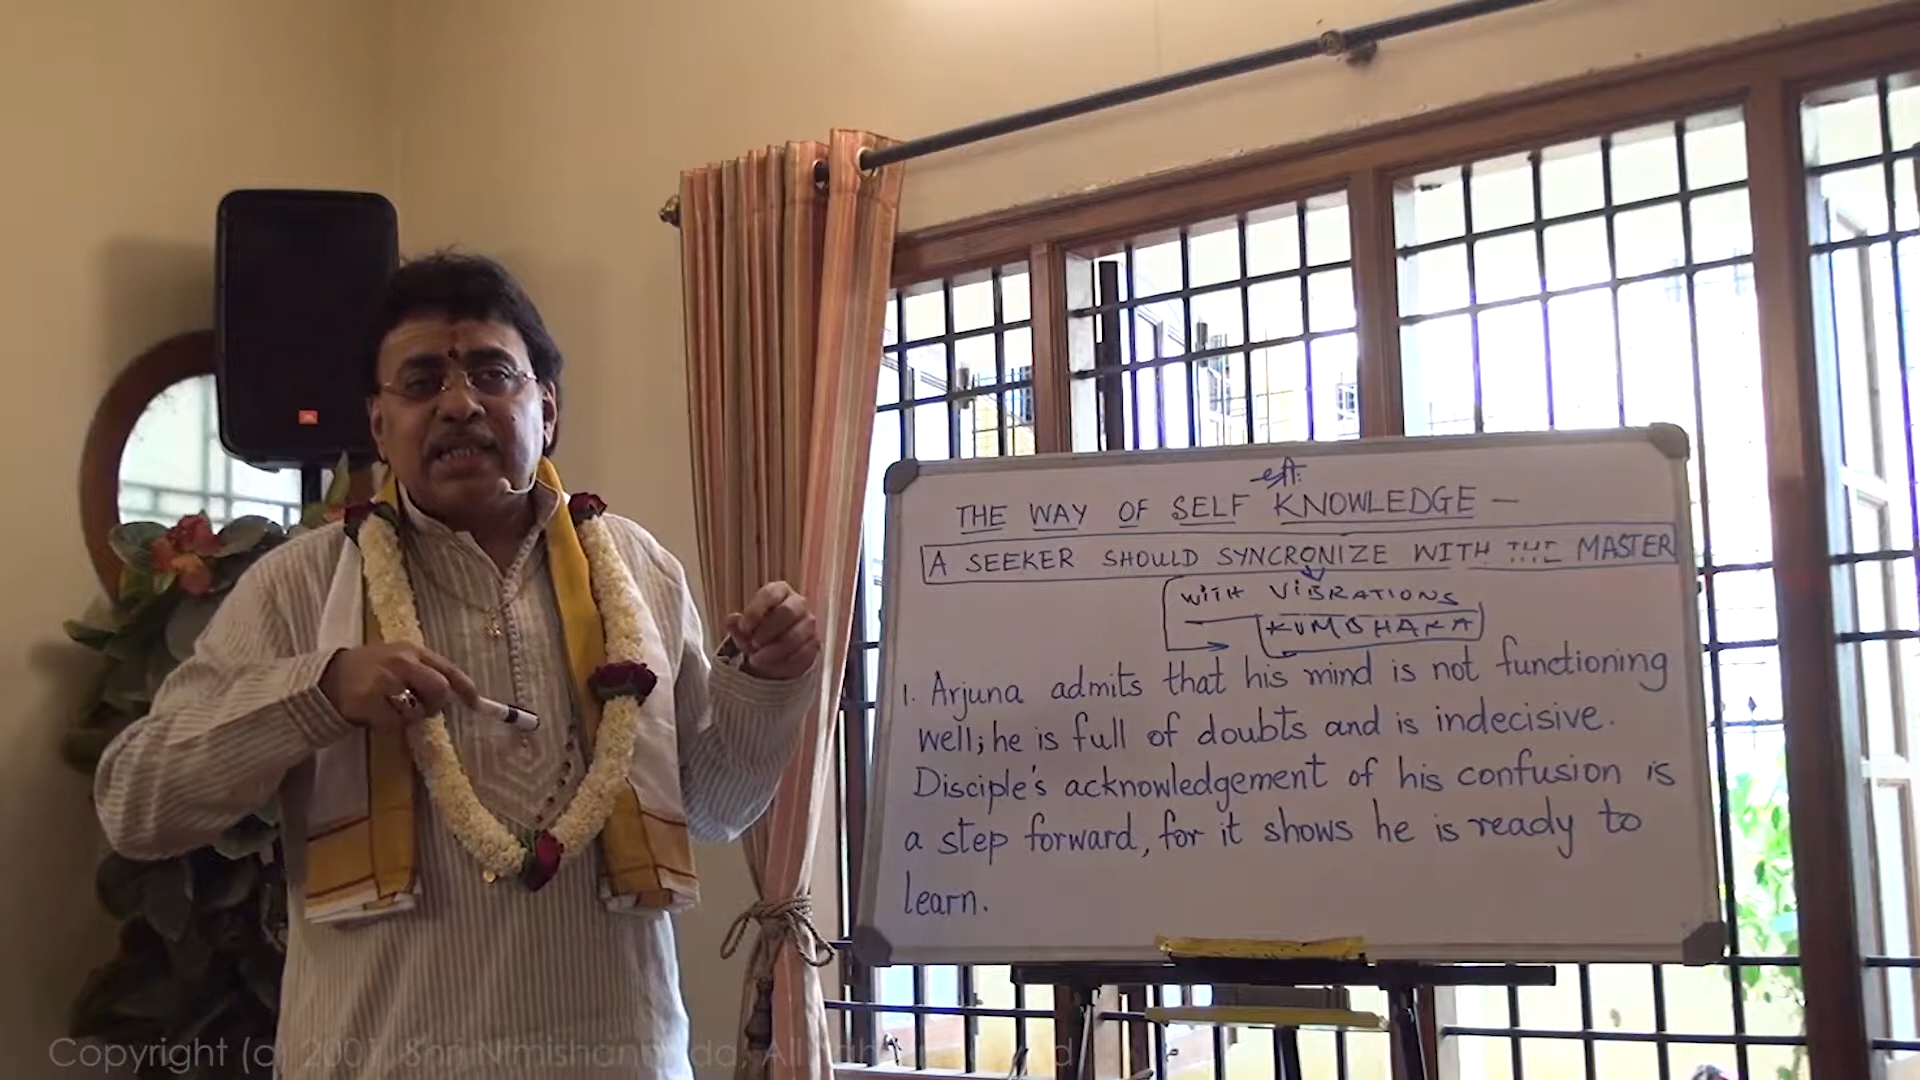 THE WAY OF SELF KNOWLEDGE —
A SEEKER SHOULD SYNCRONIZE WITH THE MASTER
WITH VIBRATIONS
KUMBHAKA
1. Arjuna admits that his mind is not functioning
well; he is full of doubts and is indecisive.
Disciple's acknowledgement of his confusion is
a step forward, for it shows he is ready to
learn.
Copyright (c)